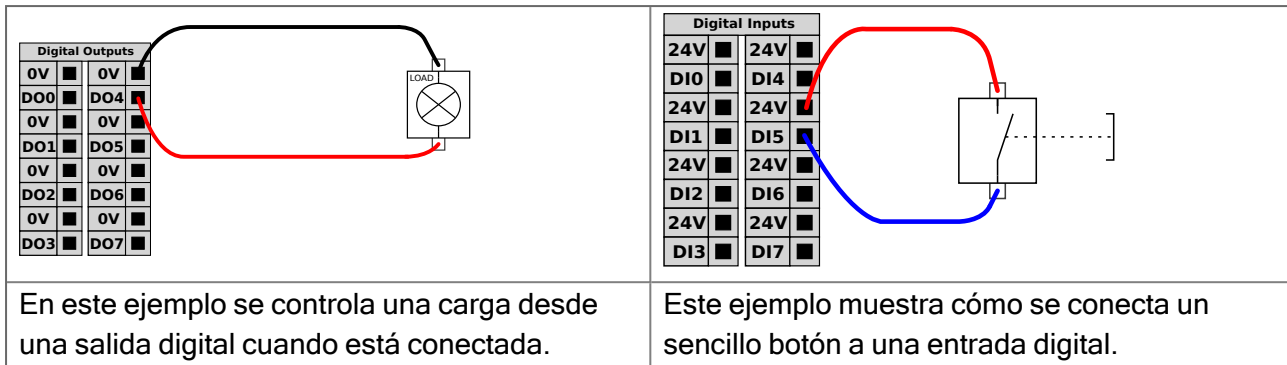 Digital Outputs
0V 0V
DO0 DO4
0V 0V
DO1 DO5
0V 0V
DO2 DO6
0V 0V
DO3 DO7
LOAD
Digital Inputs
24V 24V
DI0 DI4
24V 24V
DI1 DI5
24V 24V
DI2 DI6
24V 24V
DI3 DI7
En este ejemplo se controla una carga desde
una salida digital cuando está conectada.
Este ejemplo muestra cómo se conecta un
sencillo botón a una entrada digital.